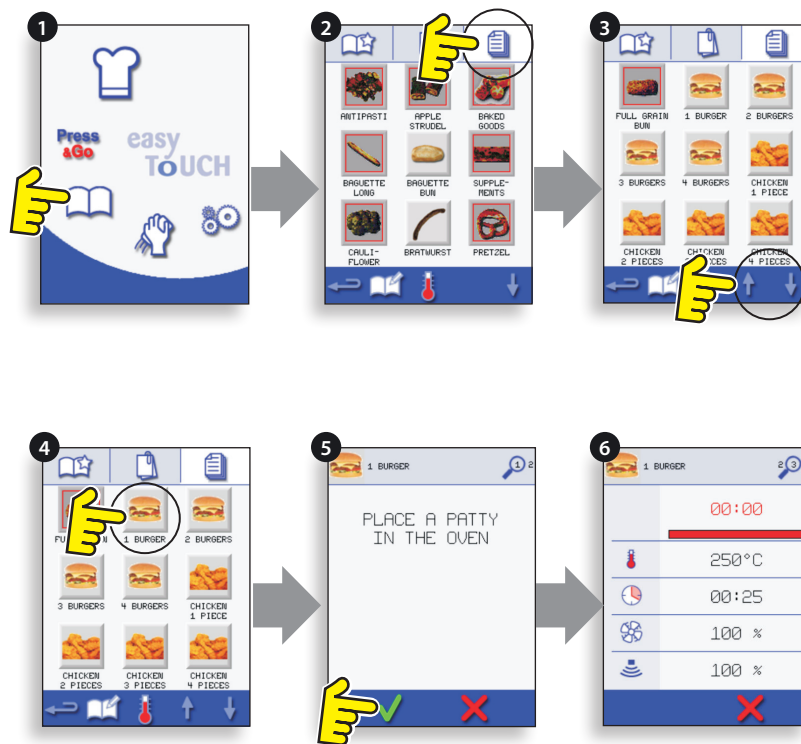 1
Press
&Go
easy
ToUCH
2
ANTIPASTI
APPLE
STRUDEL
BAKED
GOODS
BAGUETTE
LONG
BAGUETTE
BUN
SUPPLE-
MENTS
CAULI-
FLOWER
BRATWURST
PRETZEL
3
FULL GRAIN
BUN
1 BURGER
2 BURGERS
3 BURGERS
4 BURGERS
CHICKEN
1 PIECE
CHICKEN
2 PIECES
CHICKEN
CHICKEN
4 PIECES
4
1 BURGER
2 BURGERS
3 BURGERS
4 BURGERS
CHICKEN
1 PIECE
CHICKEN
2 PIECES
CHICKEN
3 PIECES
CHICKEN
4 PIECES
5
1 BURGER
1 2
PLACE A PATTY
IN THE OVEN
6
1 BURGER
2 3
00:00
250°C
00:25
100 %
100 %